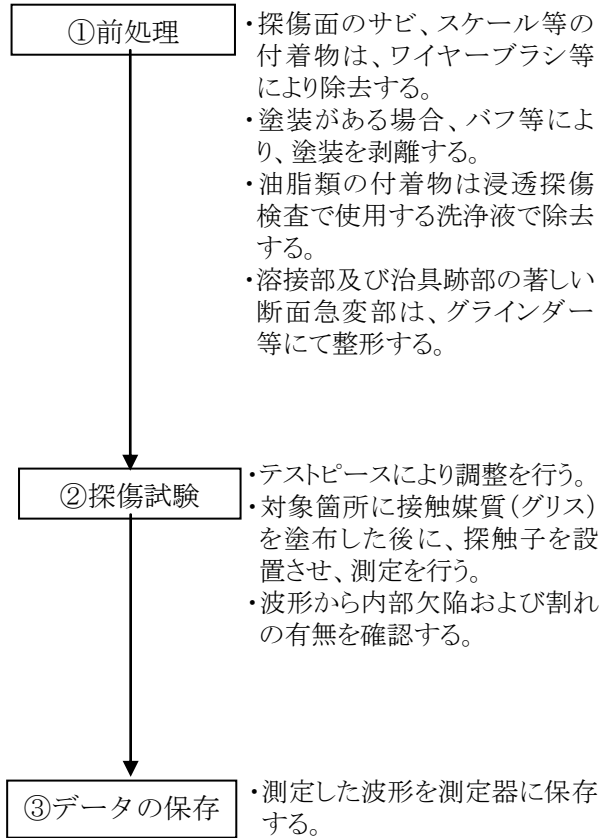 ①前処理
・探傷面のサビ、スケール等の
付着物は、ワイヤーブラシ等
により除去する。
・塗装がある場合、バフ等によ
り、塗装を剥離する。
・油脂類の付着物は浸透探傷
検査で使用する洗浄液で除去
する。
・溶接部及び治具跡部の著しい
断面急変部は、グラインダー
等にて整形する。
②探傷試験
・テストピースにより調整を行う。
・対象箇所に接触媒質(グリス)
を塗布した後に、探触子を設
置させ、測定を行う。
・波形から内部欠陥および割れ
の有無を確認する。
③データの保存
・測定した波形を測定器に保存
する。